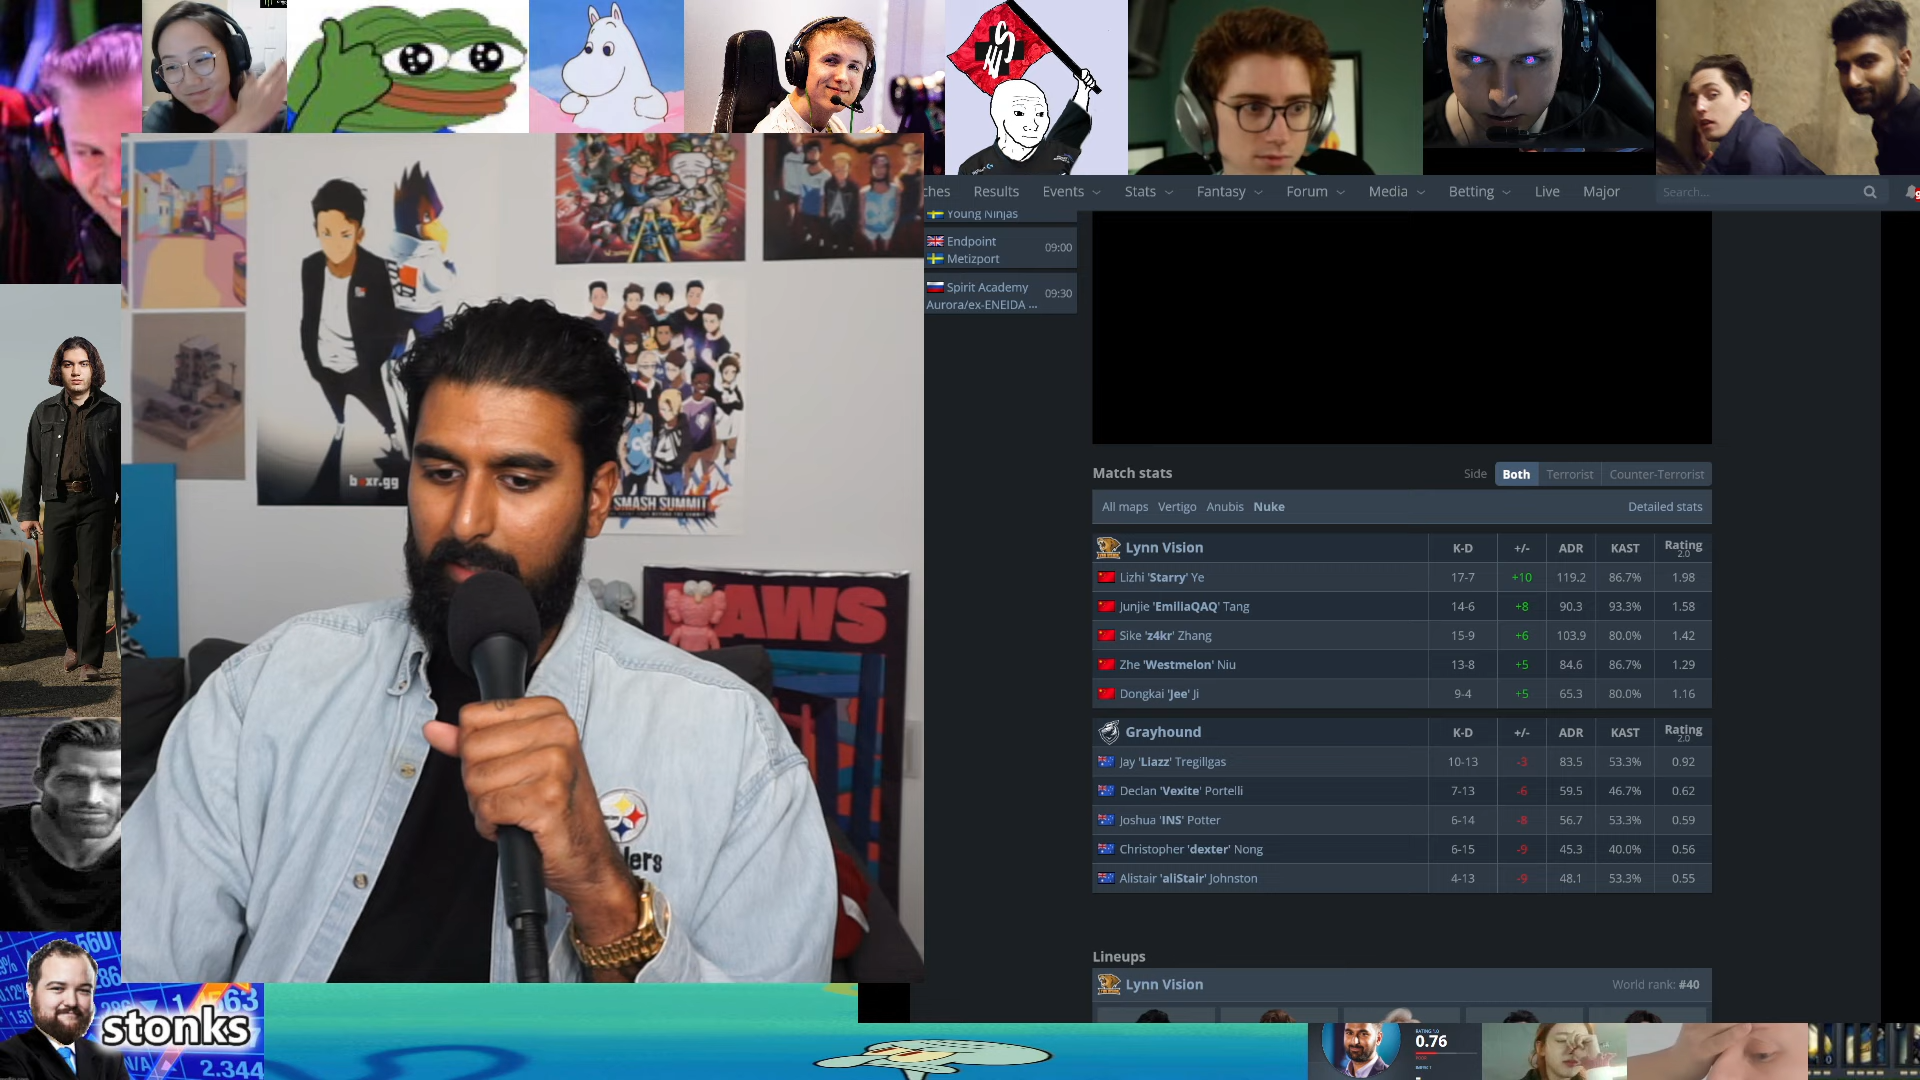 ches Results Events Stats Fantasy Forum Media Betting Live Major Search...
Young Ninjas
Endpoint
Metizport
09:00
Spirit Academy
Aurora/ex-ENEIDA ...
09:30
boxr.gg
SMASH SUMMIT
PAWS
Match stats
Side Both Terrorist Counter-Terrorist
All maps Vertigo Anubis Nuke Detailed stats
Lynn Vision K-D +/- ADR KAST Rating 2.0
Lizhi 'Starry' Ye 17-7 +10 119.2 86.7% 1.98
Junjie 'EmiliaQAQ' Tang 14-6 +8 90.3 93.3% 1.58
Sike 'z4kr' Zhang 15-9 +6 103.9 80.0% 1.42
Zhe 'Westmelon' Niu 13-8 +5 84.6 86.7% 1.29
Dongkai 'Jee' Ji 9-4 +5 65.3 80.0% 1.16
Grayhound K-D +/- ADR KAST Rating 2.0
Jay 'Liazz' Tregillgas 10-13 -3 83.5 53.3% 0.92
Declan 'Vexite' Portelli 7-13 -6 59.5 46.7% 0.62
Joshua 'INS' Potter 6-14 -8 56.7 53.3% 0.59
Christopher 'dexter' Nong 6-15 -9 45.3 40.0% 0.56
Alistair 'aliStair' Johnston 4-13 -9 48.1 53.3% 0.55
Lineups
Lynn Vision World rank: #40
lers
stonks
560
286
2.344
RATING 1.0
0.76